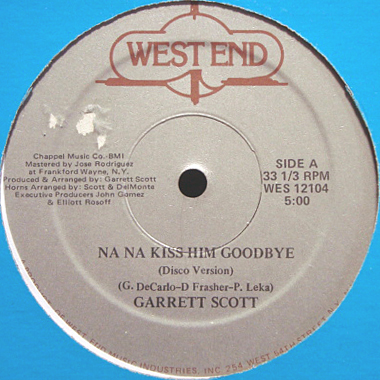 WEST END
Chappel Music Co.-BMI
Mastered by Jose Rodriguez
at Frankford Wayne, N.Y.
Produced & Arranged by: Garrett Scott
Horns Arranged by: Scott & DelMonte
Executive Producers John Gomez
& Elliott Rosoff
SIDE A
33 1/3 RPM
WES 12104
5:00
NA NA KISS HIM GOODBYE
(Disco Version)
(G. DeCarlo-D Frasher-P. Leka)
GARRETT SCOTT
MUSIC INDUSTRIES, INC 254 WEST 54TH STREET